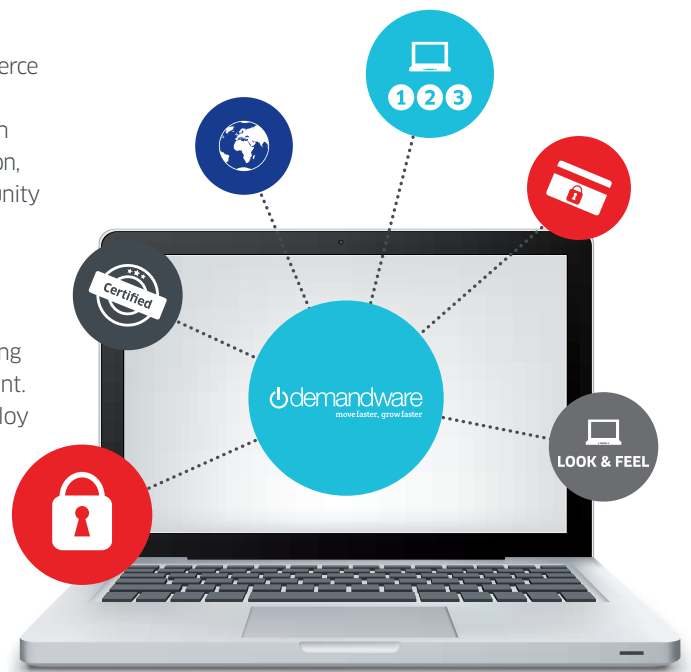 erce
n
on,
unity
ng
nt.
loy
1 2 3
Certified
demandware
move faster, grow faster
LOOK & FEEL